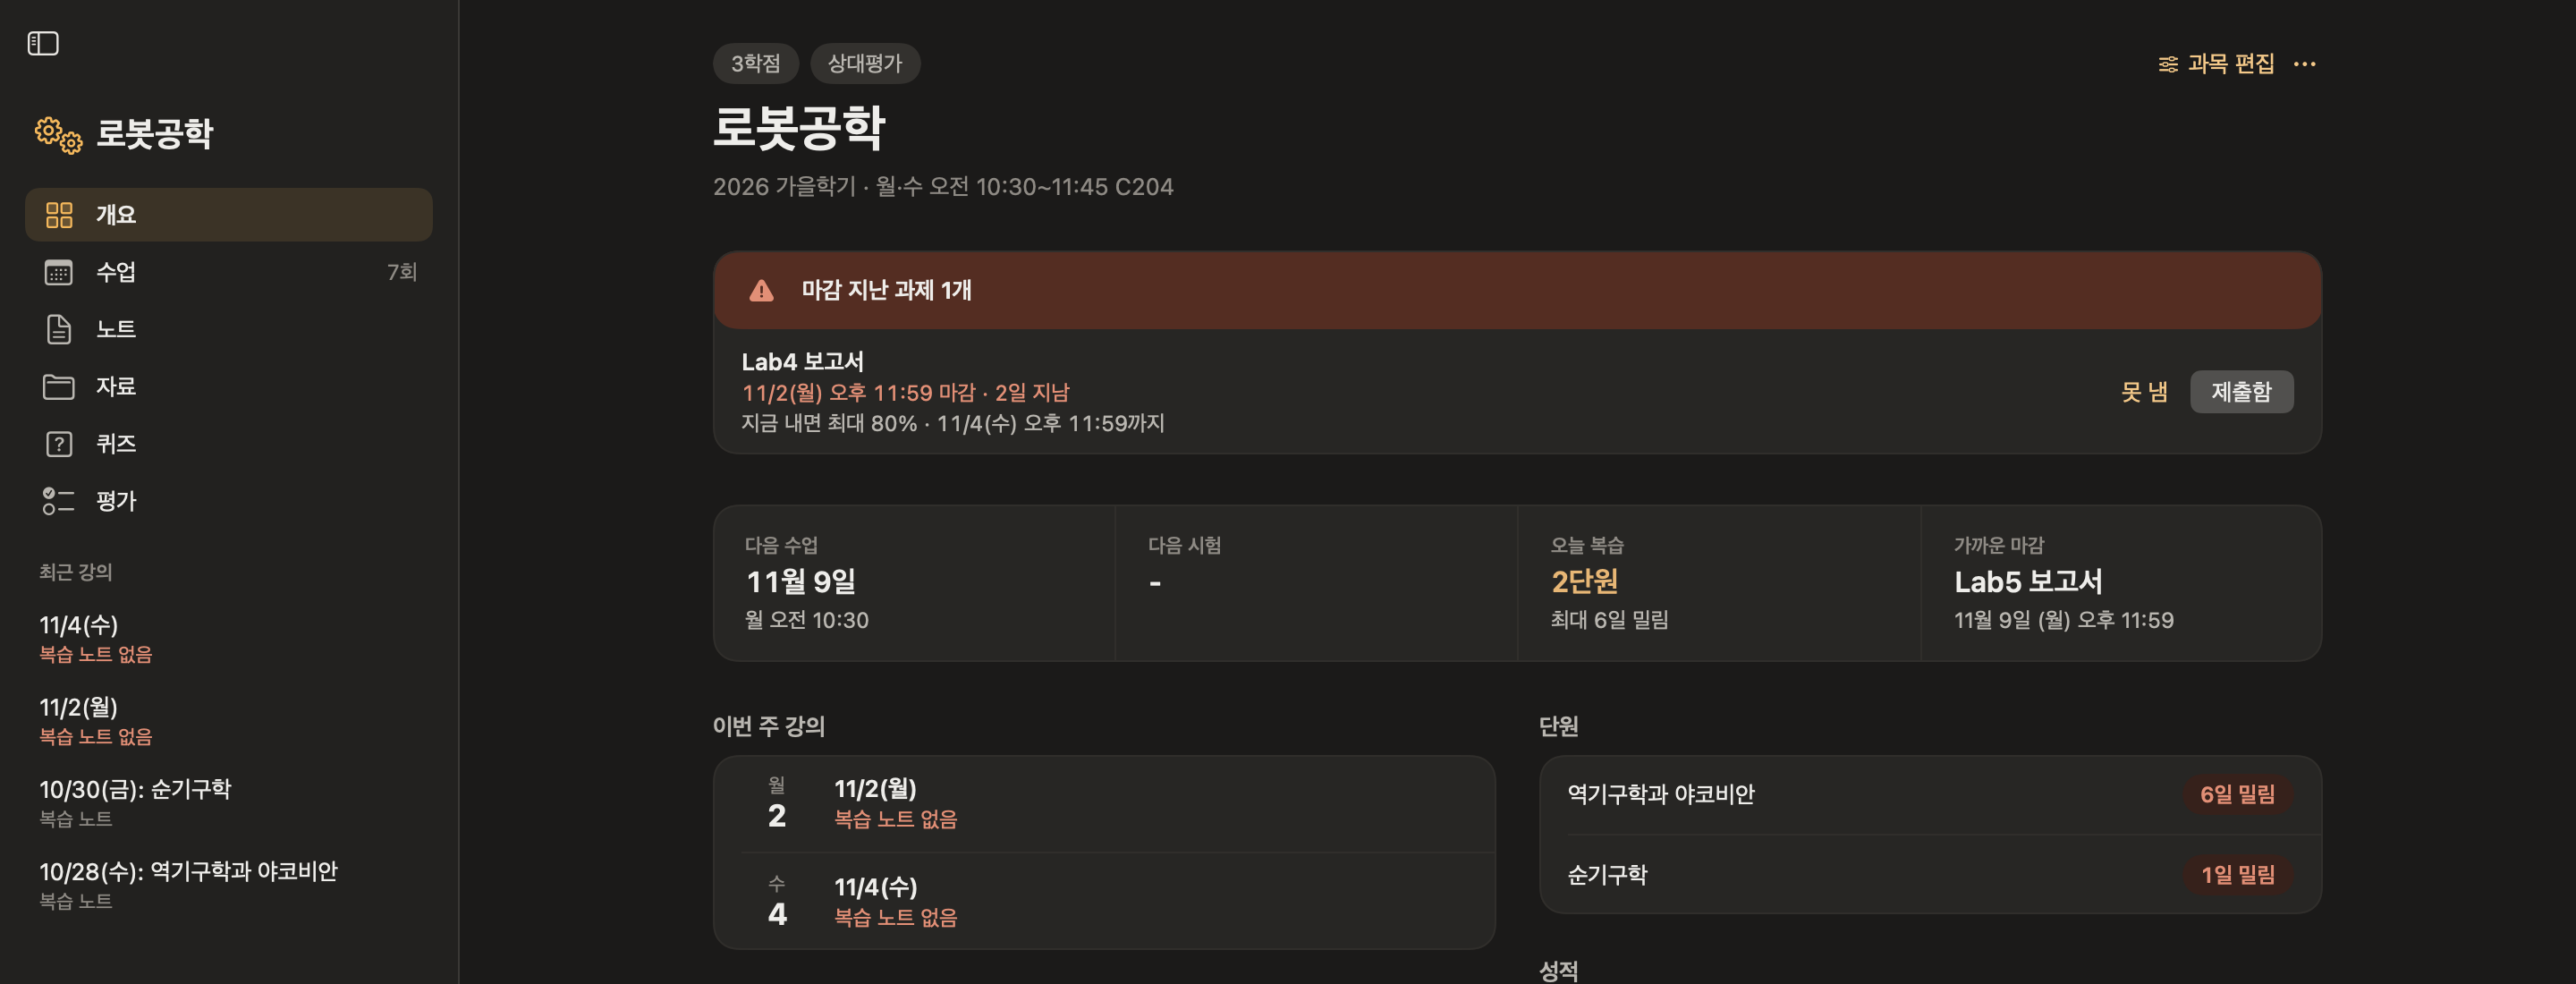 로봇공학
개요
수업 7회
노트
자료
퀴즈
평가
최근 강의
11/4(수)
복습 노트 없음
11/2(월)
복습 노트 없음
10/30(금): 순기구학
복습 노트
10/28(수): 역기구학과 야코비안
복습 노트
3학점 상대평가
과목 편집 ···
로봇공학
2026 가을학기 · 월·수 오전 10:30~11:45 C204
마감 지난 과제 1개
Lab4 보고서
11/2(월) 오후 11:59 마감 · 2일 지남
지금 내면 최대 80% · 11/4(수) 오후 11:59까지
못 냄 제출함
다음 수업
11월 9일
월 오전 10:30
다음 시험
-
오늘 복습
2단원
최대 6일 밀림
가까운 마감
Lab5 보고서
11월 9일 (월) 오후 11:59
이번 주 강의
월
2
11/2(월)
복습 노트 없음
수
4
11/4(수)
복습 노트 없음
단원
역기구학과 야코비안 6일 밀림
순기구학 1일 밀림
성적